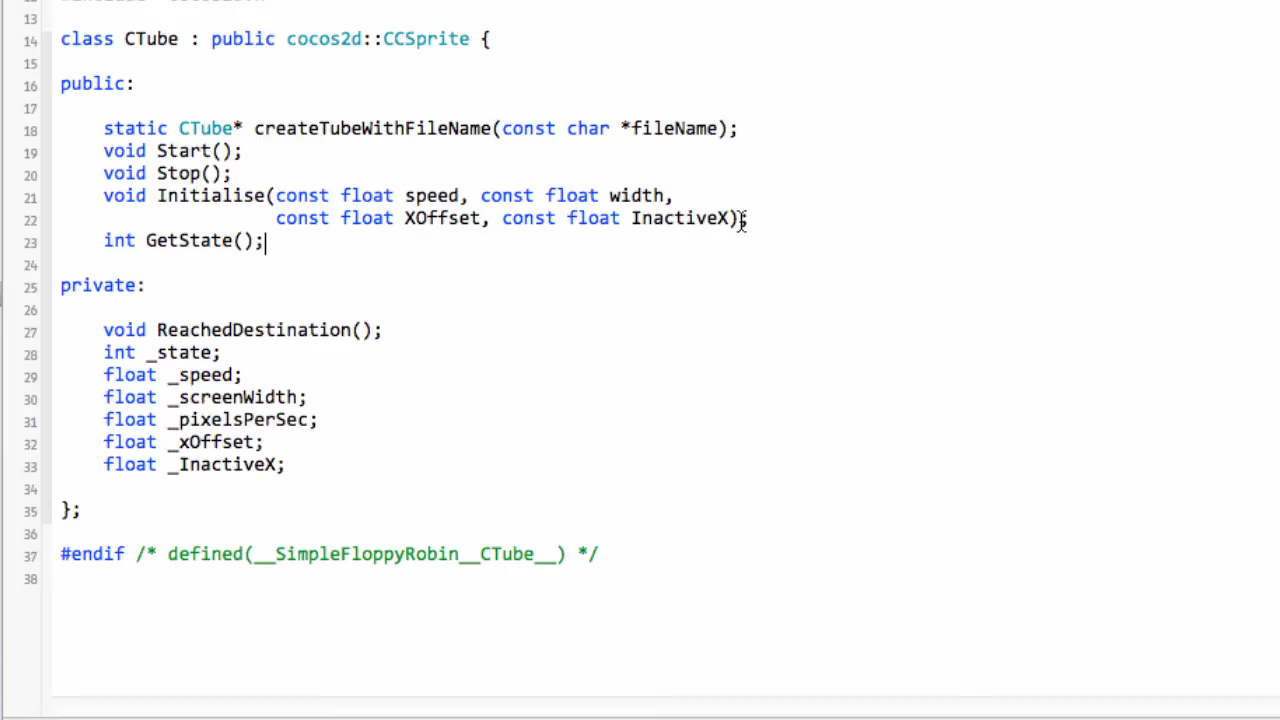 13
14 class CTube : public cocos2d::CCSprite {
15
16 public:
17
18 static CTube* createTubeWithFileName(const char *fileName);
19 void Start();
20 void Stop();
21 void Initialise(const float speed, const float width,
22 const float XOffset, const float InactiveX);
23 int GetState();
24
25 private:
26
27 void ReachedDestination();
28 int _state;
29 float _speed;
30 float _screenWidth;
31 float _pixelsPerSec;
32 float _xOffset;
33 float _InactiveX;
34
35 };
36
37 #endif /* defined(__SimpleFloppyRobin__CTube__) */
38